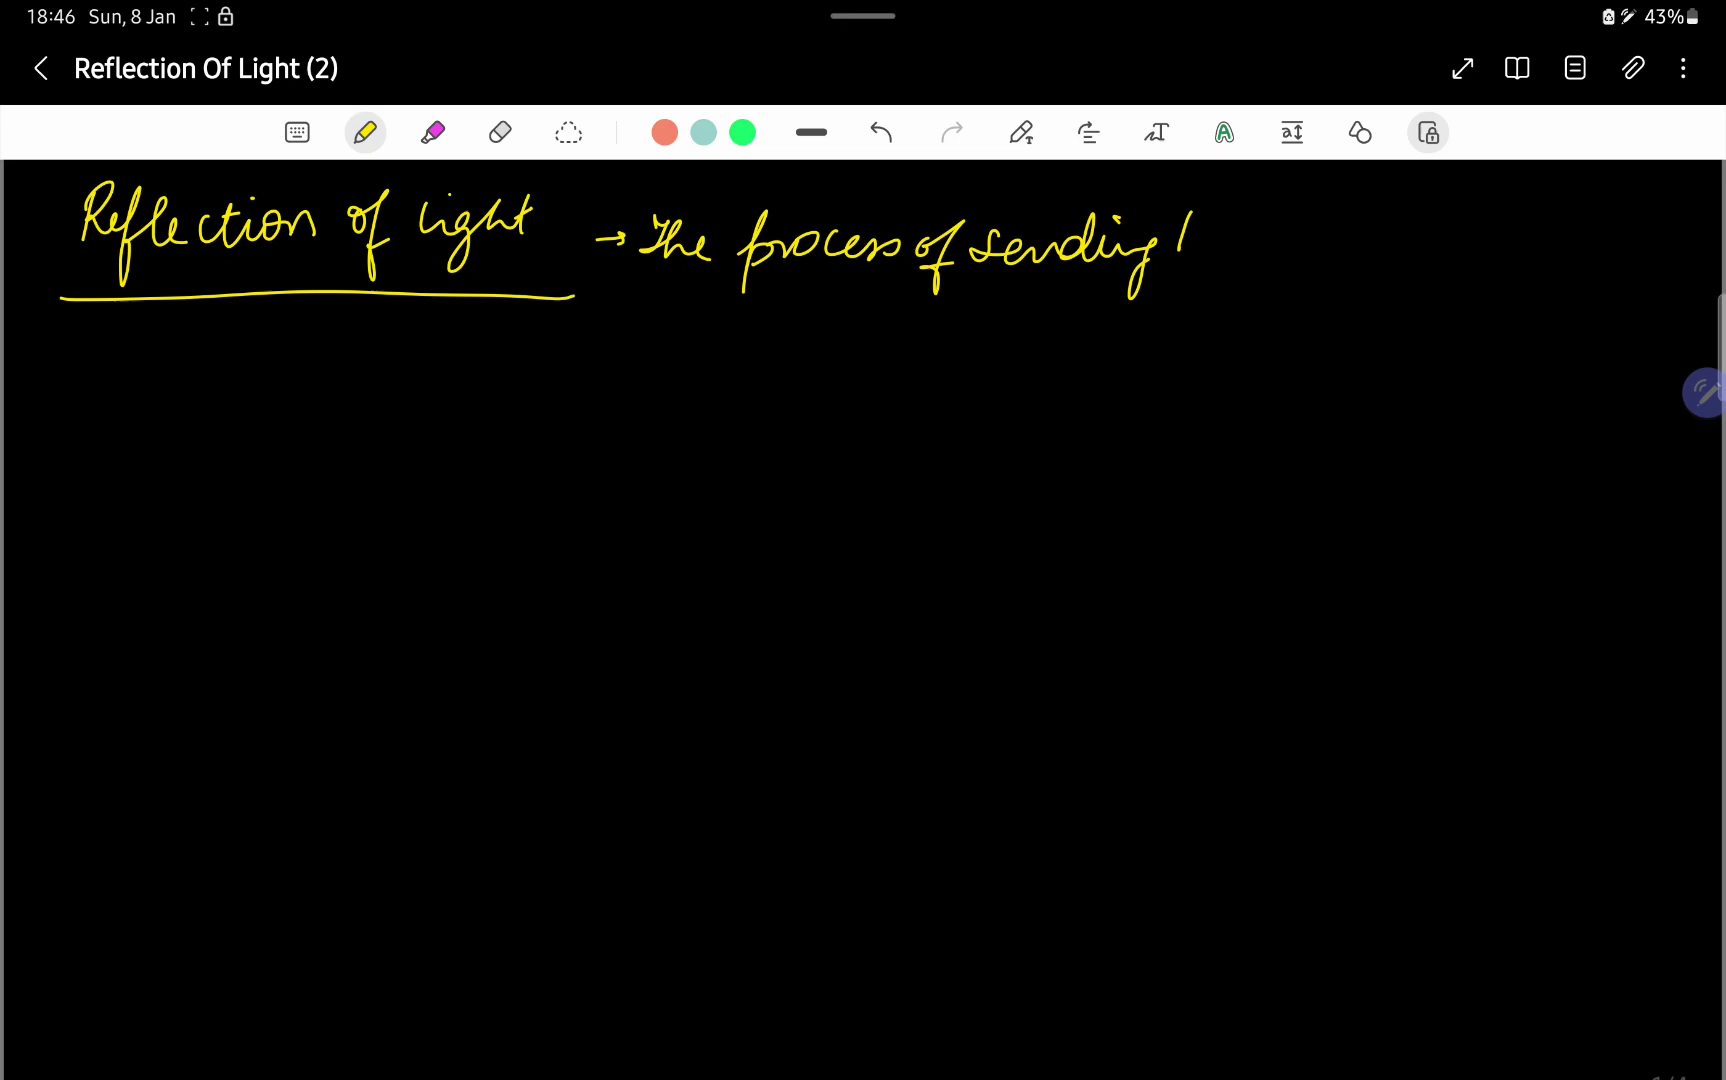 18:46 Sun, 8 Jan 43%
Reflection Of Light (2)
Reflection of light → The process of sending